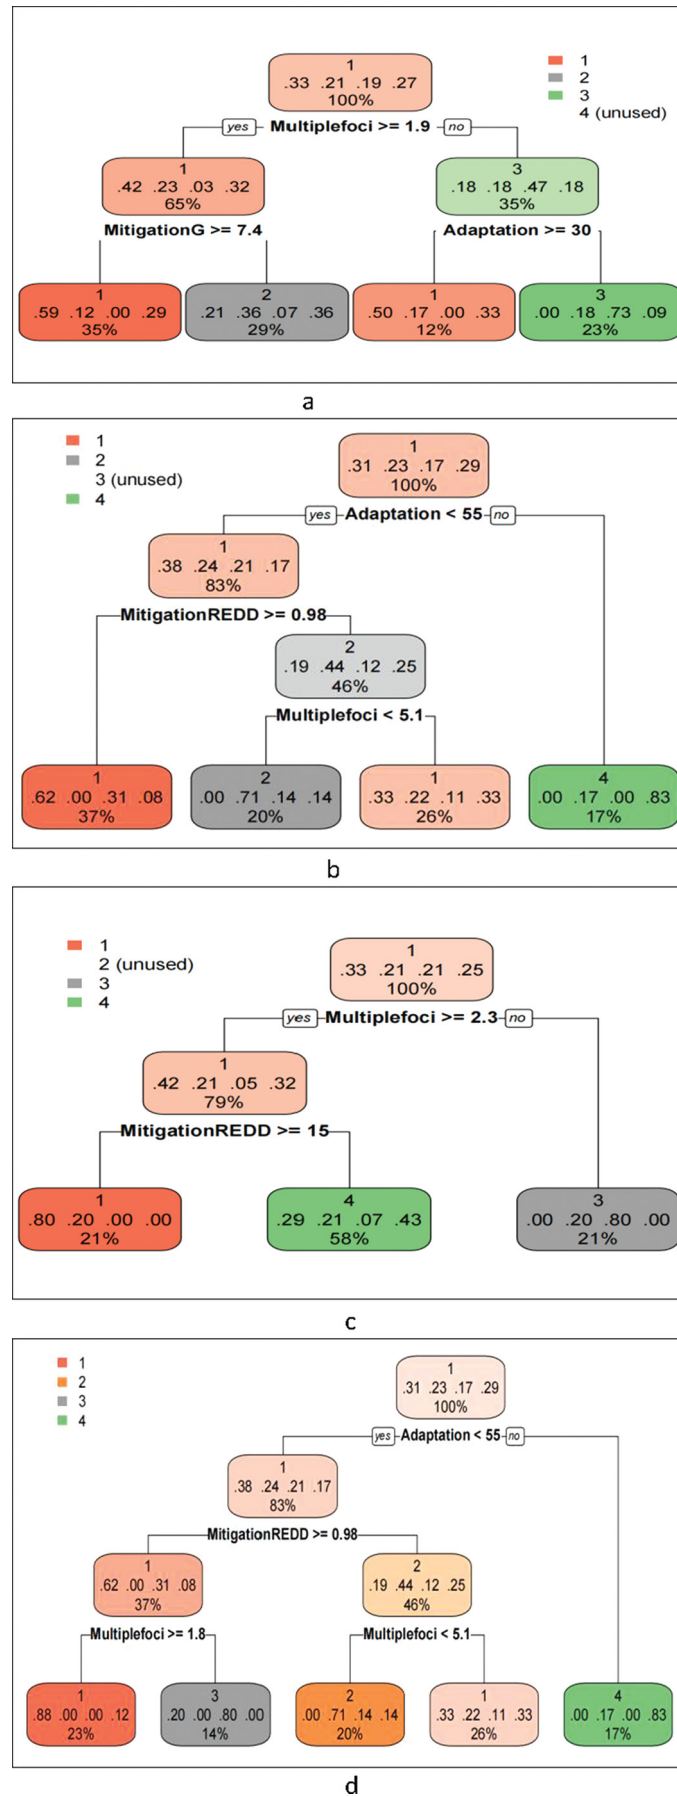 1
.33 .21 .19 .27
100%
1
2
3
4 (unused)
yes Multiplefoci >= 1.9 no
1
.42 .23 .03 .32
65%
3
.18 .18 .47 .18
35%
MitigationG >= 7.4
Adaptation >= 30
1
.59 .12 .00 .29
35%
2
.21 .36 .07 .36
29%
1
.50 .17 .00 .33
12%
3
.00 .18 .73 .09
23%
a
1
2
3 (unused)
4
1
.31 .23 .17 .29
100%
yes Adaptation < 55 no
1
.38 .24 .21 .17
83%
MitigationREDD >= 0.98
2
.19 .44 .12 .25
46%
Multiplefoci < 5.1
1
.62 .00 .31 .08
37%
2
.00 .71 .14 .14
20%
1
.33 .22 .11 .33
26%
4
.00 .17 .00 .83
17%
b
1
2 (unused)
3
4
1
.33 .21 .21 .25
100%
yes Multiplefoci >= 2.3 no
1
.42 .21 .05 .32
79%
MitigationREDD >= 15
1
.80 .20 .00 .00
21%
4
.29 .21 .07 .43
58%
3
.00 .20 .80 .00
21%
c
1
2
3
4
1
.31 .23 .17 .29
100%
yes Adaptation < 55 no
1
.38 .24 .21 .17
83%
MitigationREDD >= 0.98
1
.62 .00 .31 .08
37%
2
.19 .44 .12 .25
46%
Multiplefoci >= 1.8
Multiplefoci < 5.1
1
.88 .00 .00 .12
23%
3
.20 .00 .80 .00
14%
2
.00 .71 .14 .14
20%
1
.33 .22 .11 .33
26%
4
.00 .17 .00 .83
17%
d